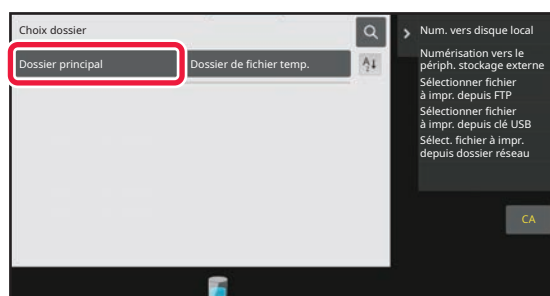 Choix dossier
Dossier principal
Dossier de fichier temp.
Num. vers disque local
Numérisation vers le
périph. stockage externe
Sélectionner fichier
à impr. depuis FTP
Sélectionner fichier
à impr. depuis clé USB
Sélect. fichier à impr.
depuis dossier réseau
CA